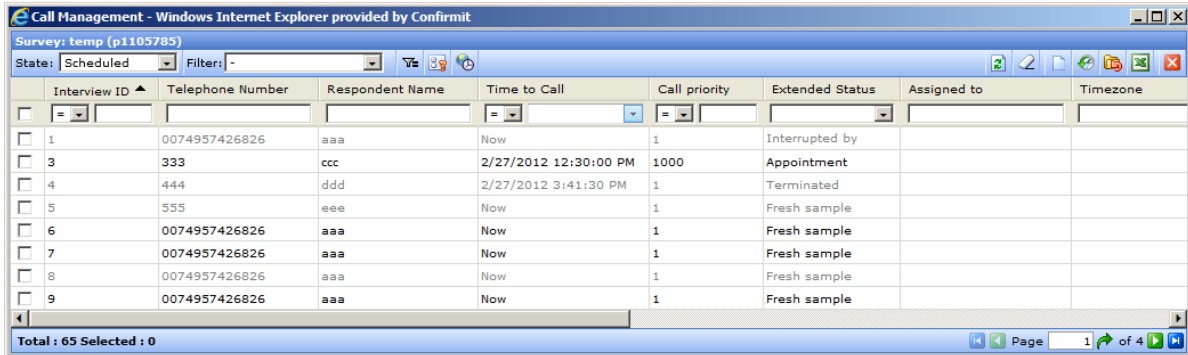 Call Management - Windows Internet Explorer provided by Confirmit
Survey: temp (p1105785)
State: Scheduled Filter: -
Interview ID Telephone Number Respondent Name Time to Call Call priority Extended Status Assigned to Timezone
= = =
1 0074957426826 aaa Now 1 Interrupted by
3 333 ccc 2/27/2012 12:30:00 PM 1000 Appointment
4 444 ddd 2/27/2012 3:41:30 PM 1 Terminated
5 555 eee Now 1 Fresh sample
6 0074957426826 aaa Now 1 Fresh sample
7 0074957426826 aaa Now 1 Fresh sample
8 0074957426826 aaa Now 1 Fresh sample
9 0074957426826 aaa Now 1 Fresh sample
Total : 65 Selected : 0 Page 1 of 4